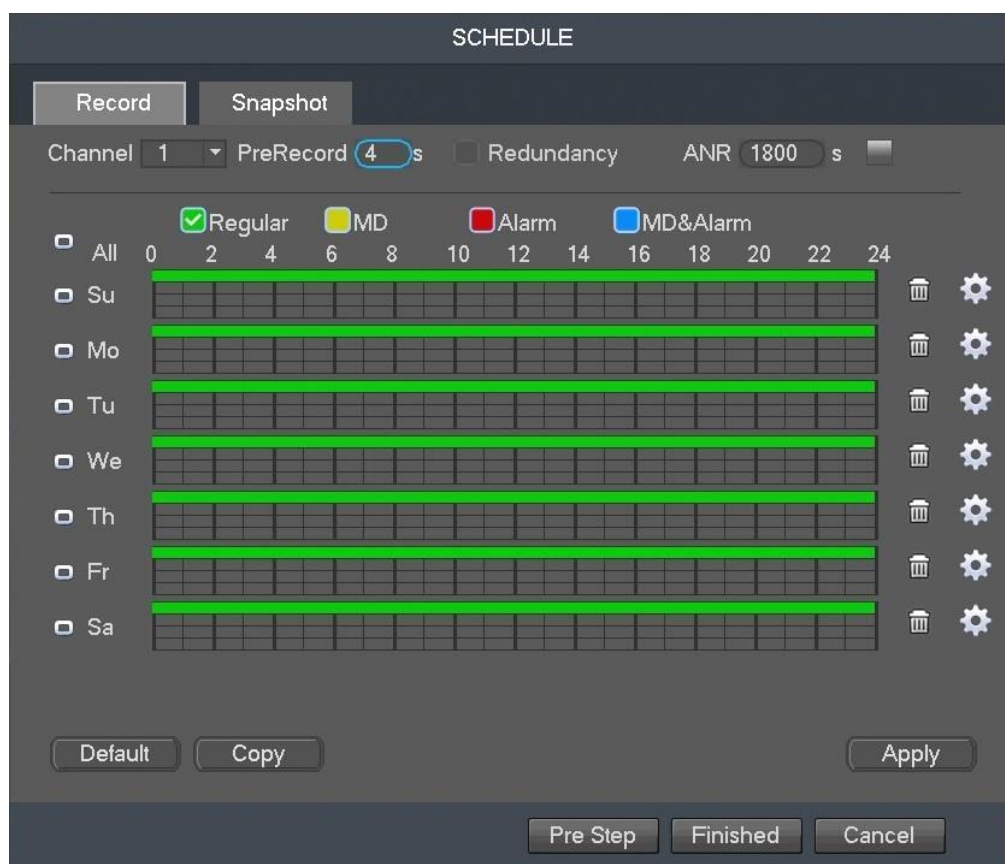 SCHEDULE
Record Snapshot
Channel 1 PreRecord 4 s Redundancy ANR 1800 s
Regular MD Alarm MD&Alarm
All 0 2 4 6 8 10 12 14 16 18 20 22 24
Su
Mo
Tu
We
Th
Fr
Sa
Default Copy Apply
Pre Step Finished Cancel